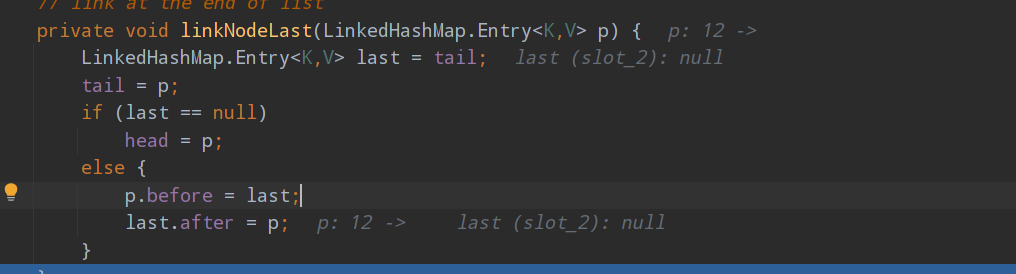 // link at the end of list
private void linkNodeLast(LinkedHashMap.Entry<K,V> p) {  p: 12 ->
LinkedHashMap.Entry<K,V> last = tail;  last (slot_2): null
tail = p;
if (last == null)
head = p;
else {
p.before = last;
last.after = p;  p: 12 ->    last (slot_2): null
}
}